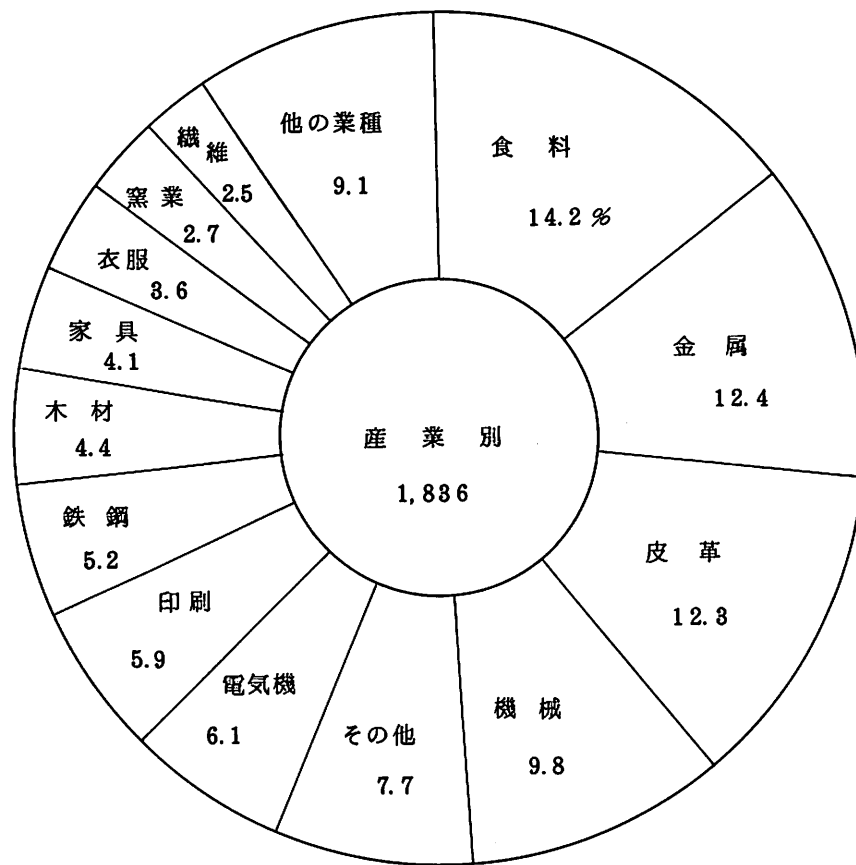 産業別
1,836
食料
14.2%
金属
12.4
皮革
12.3
機械
9.8
その他
7.7
電気機
6.1
印刷
5.9
鉄鋼
5.2
木材
4.4
家具
4.1
衣服
3.6
窯業
2.7
繊維
2.5
他の業種
9.1